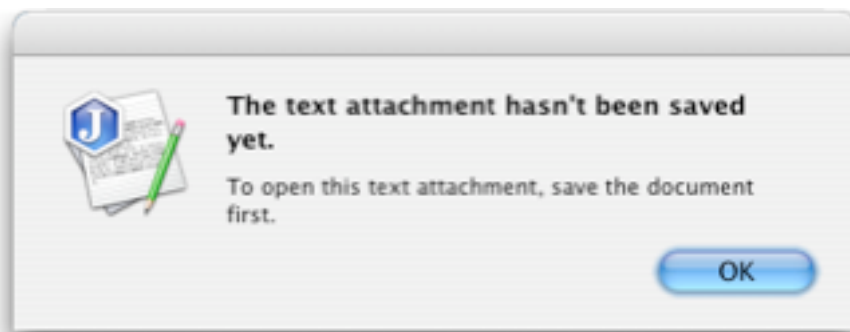 The text attachment hasn't been saved
yet.
To open this text attachment, save the document
first.
OK